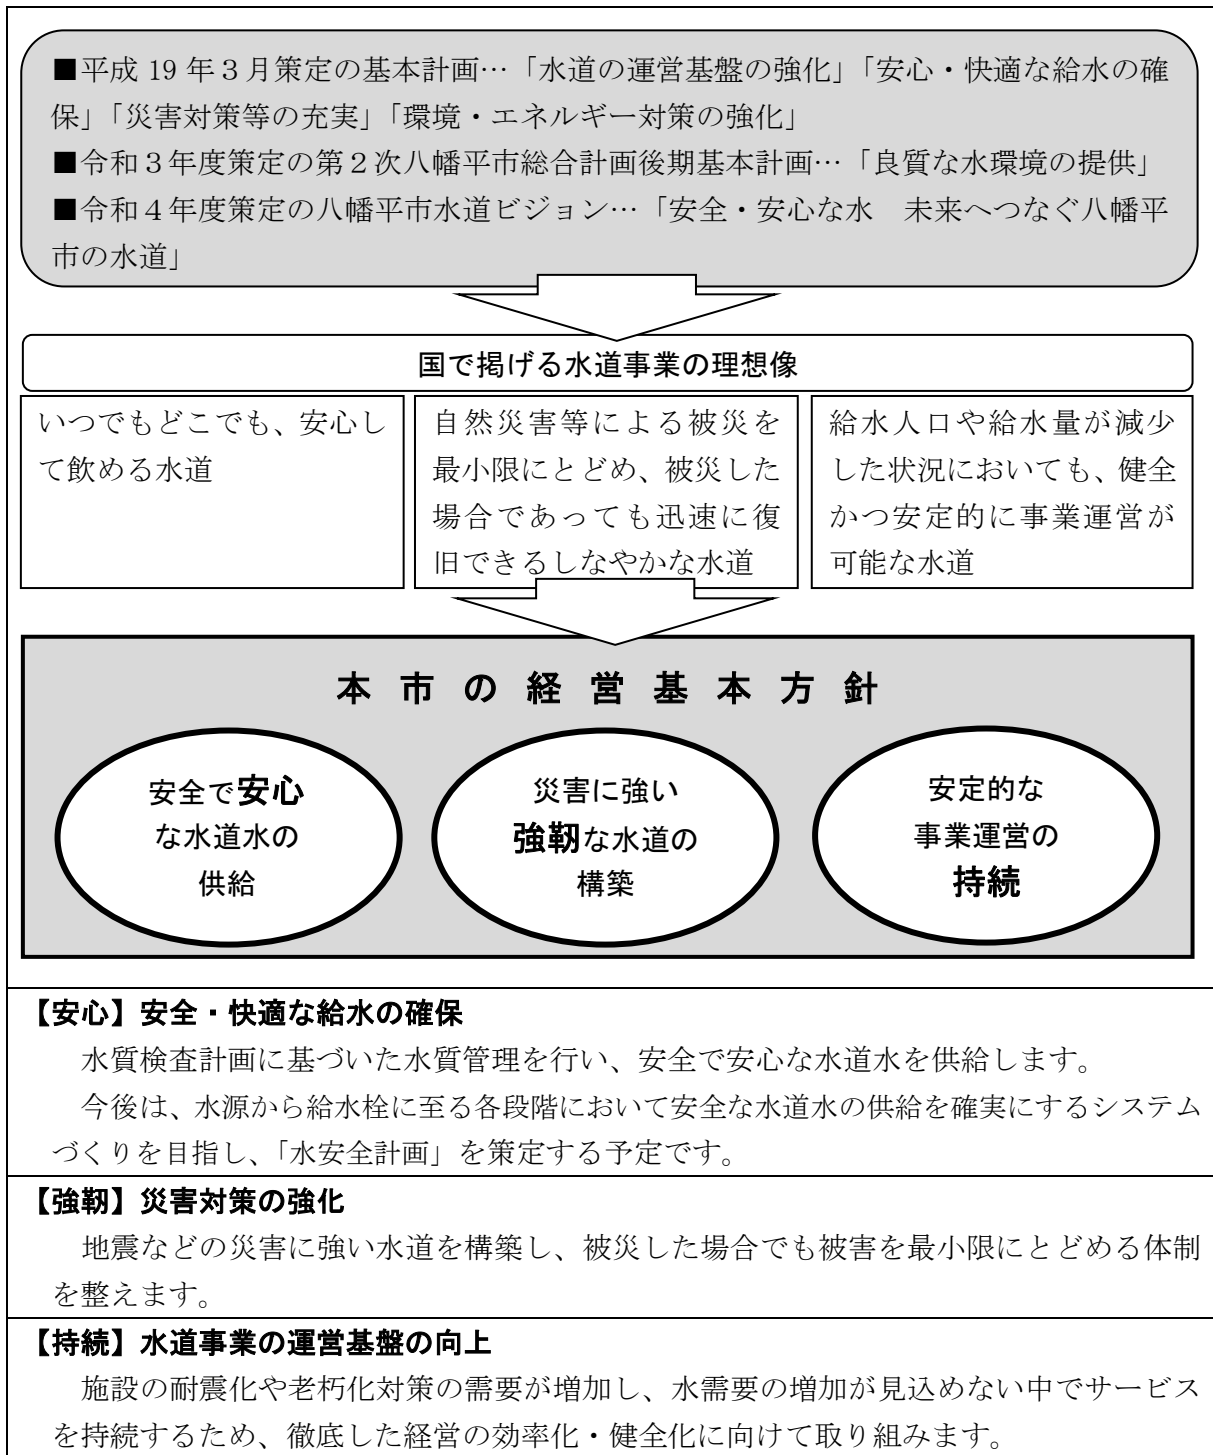 ■平成 19 年３月策定の基本計画…「水道の運営基盤の強化」「安心・快適な給水の確
保」「災害対策等の充実」「環境・エネルギー対策の強化」
■令和３年度策定の第２次八幡平市総合計画後期基本計画…「良質な水環境の提供」
■令和４年度策定の八幡平市水道ビジョン…「安全・安心な水　未来へつなぐ八幡平
市の水道」
国で掲げる水道事業の理想像
いつでもどこでも、安心し
て飲める水道
自然災害等による被災を
最小限にとどめ、被災した
場合であっても迅速に復
旧できるしなやかな水道
給水人口や給水量が減少
した状況においても、健全
かつ安定的に事業運営が
可能な水道
本市の経営基本方針
安全で安心
な水道水の
供給
災害に強い
強靭な水道の
構築
安定的な
事業運営の
持続
【安心】安全・快適な給水の確保
水質検査計画に基づいた水質管理を行い、安全で安心な水道水を供給します。
今後は、水源から給水栓に至る各段階において安全な水道水の供給を確実にするシステム
づくりを目指し、「水安全計画」を策定する予定です。
【強靭】災害対策の強化
地震などの災害に強い水道を構築し、被災した場合でも被害を最小限にとどめる体制
を整えます。
【持続】水道事業の運営基盤の向上
施設の耐震化や老朽化対策の需要が増加し、水需要の増加が見込めない中でサービス
を持続するため、徹底した経営の効率化・健全化に向けて取り組みます。